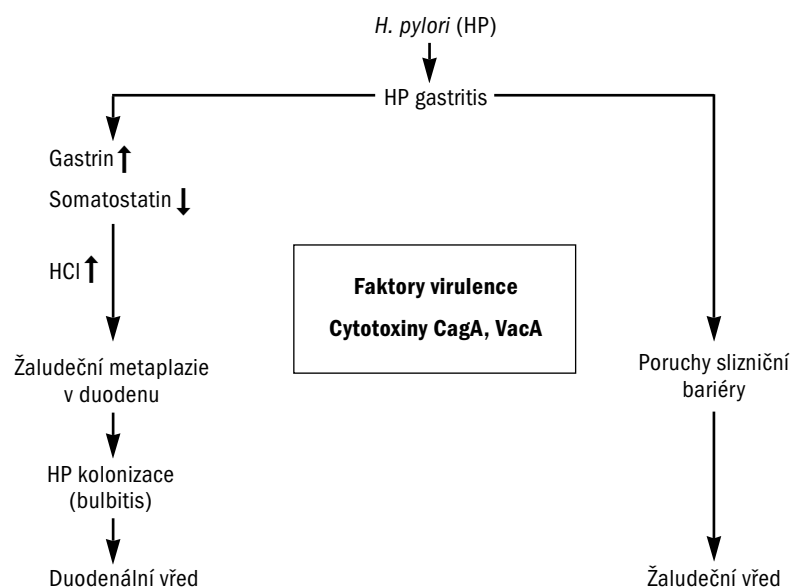 H. pylori (HP)
HP gastritis
Gastrin
Somatostatin
HCl
Faktory virulence
Cytotoxiny CagA, VacA
Žaludeční metaplazie
v duodenu
Poruchy slizniční
bariéry
HP kolonizace
(bulbitis)
Duodenální vřed
Žaludeční vřed